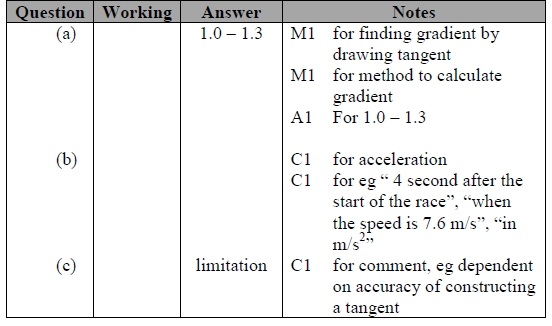 Question Working Answer Notes
(a) 1.0 – 1.3 M1 for finding gradient by
drawing tangent
M1 for method to calculate
gradient
A1 For 1.0 – 1.3
(b) C1 for acceleration
C1 for eg “ 4 second after the
start of the race”, “when
the speed is 7.6 m/s”, “in
m/s²”
(c) limitation C1 for comment, eg dependent
on accuracy of constructing
a tangent